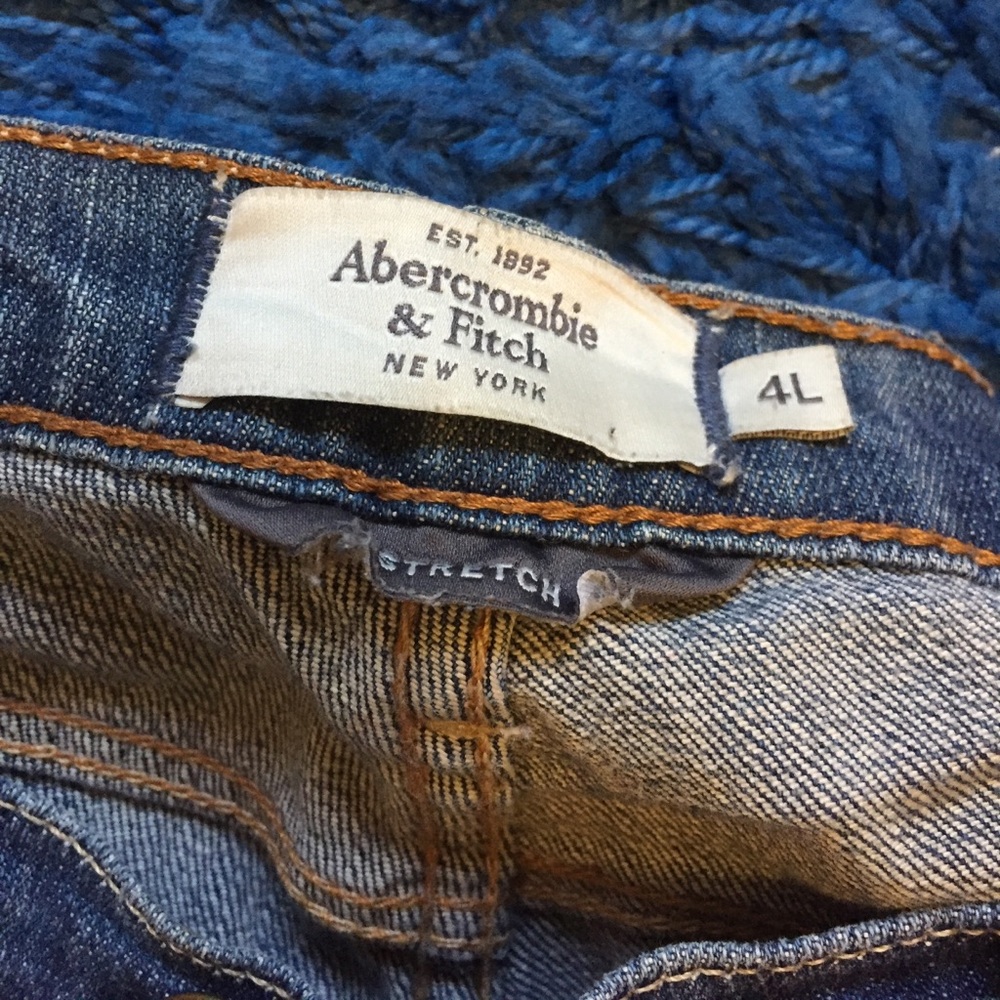 EST. 1892
Abercrombie
& Fitch
NEW YORK
4L
STRETCH